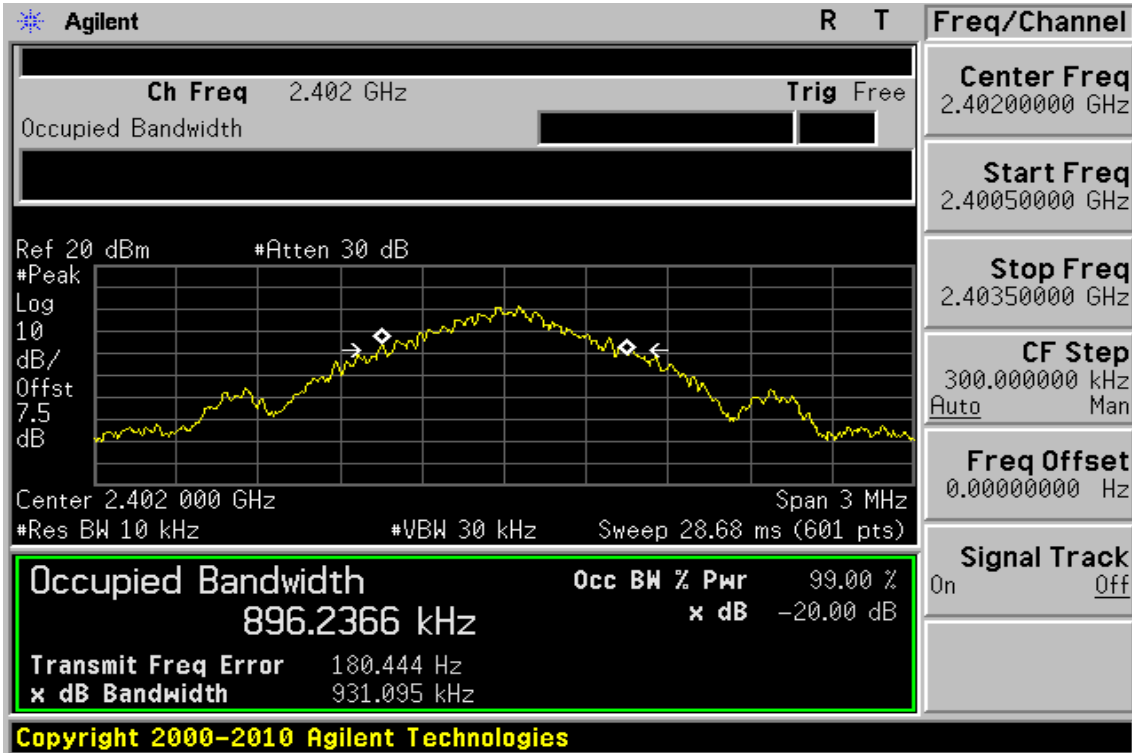 Agilent R T
Ch Freq 2.402 GHz Trig Free
Occupied Bandwidth
Ref 20 dBm #Atten 30 dB
#Peak
Log
10
dB/
Offst
7.5
dB
Center 2.402 000 GHz Span 3 MHz
#Res BW 10 kHz #VBW 30 kHz Sweep 28.68 ms (601 pts)
Occupied Bandwidth
896.2366 kHz
Occ BW % Pwr 99.00 %
x dB -20.00 dB
Transmit Freq Error 180.444 Hz
x dB Bandwidth 931.095 kHz
Copyright 2000-2010 Agilent Technologies
Freq/Channel
Center Freq
2.40200000 GHz
Start Freq
2.40050000 GHz
Stop Freq
2.40350000 GHz
CF Step
300.000000 kHz
Auto Man
Freq Offset
0.00000000 Hz
Signal Track
On Off